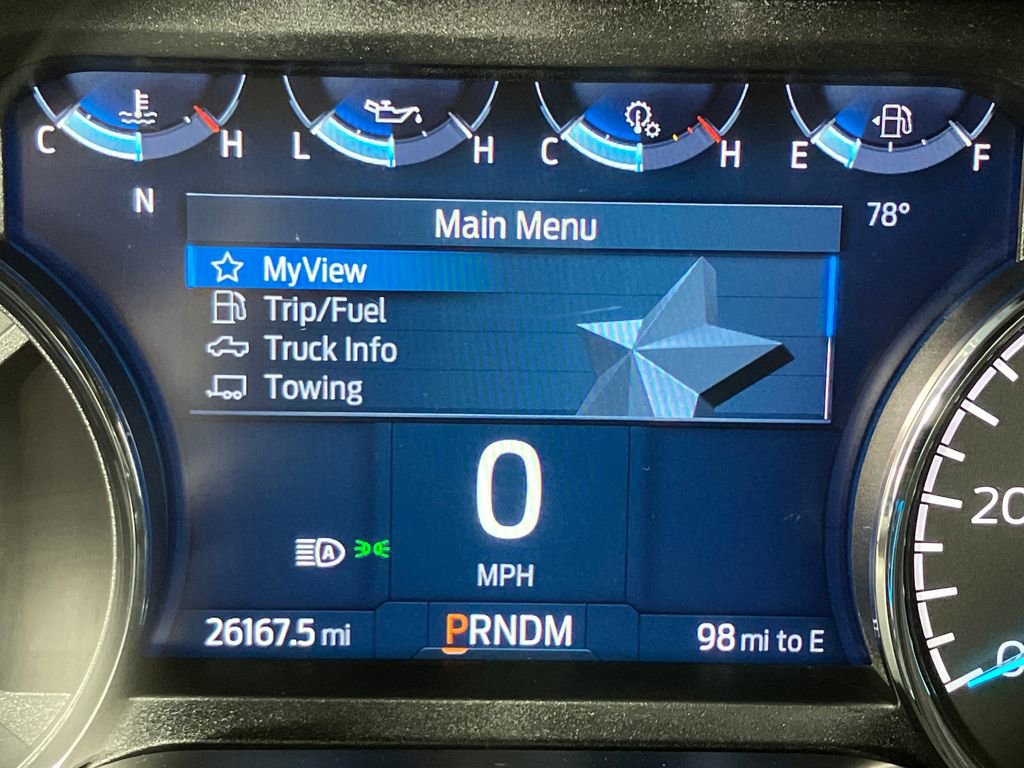 C H L H C H E F
N
78°
Main Menu
MyView
Trip/Fuel
Truck Info
Towing
0
MPH
A
20
0
26167.5 mi
PRNDM
98 mi to E